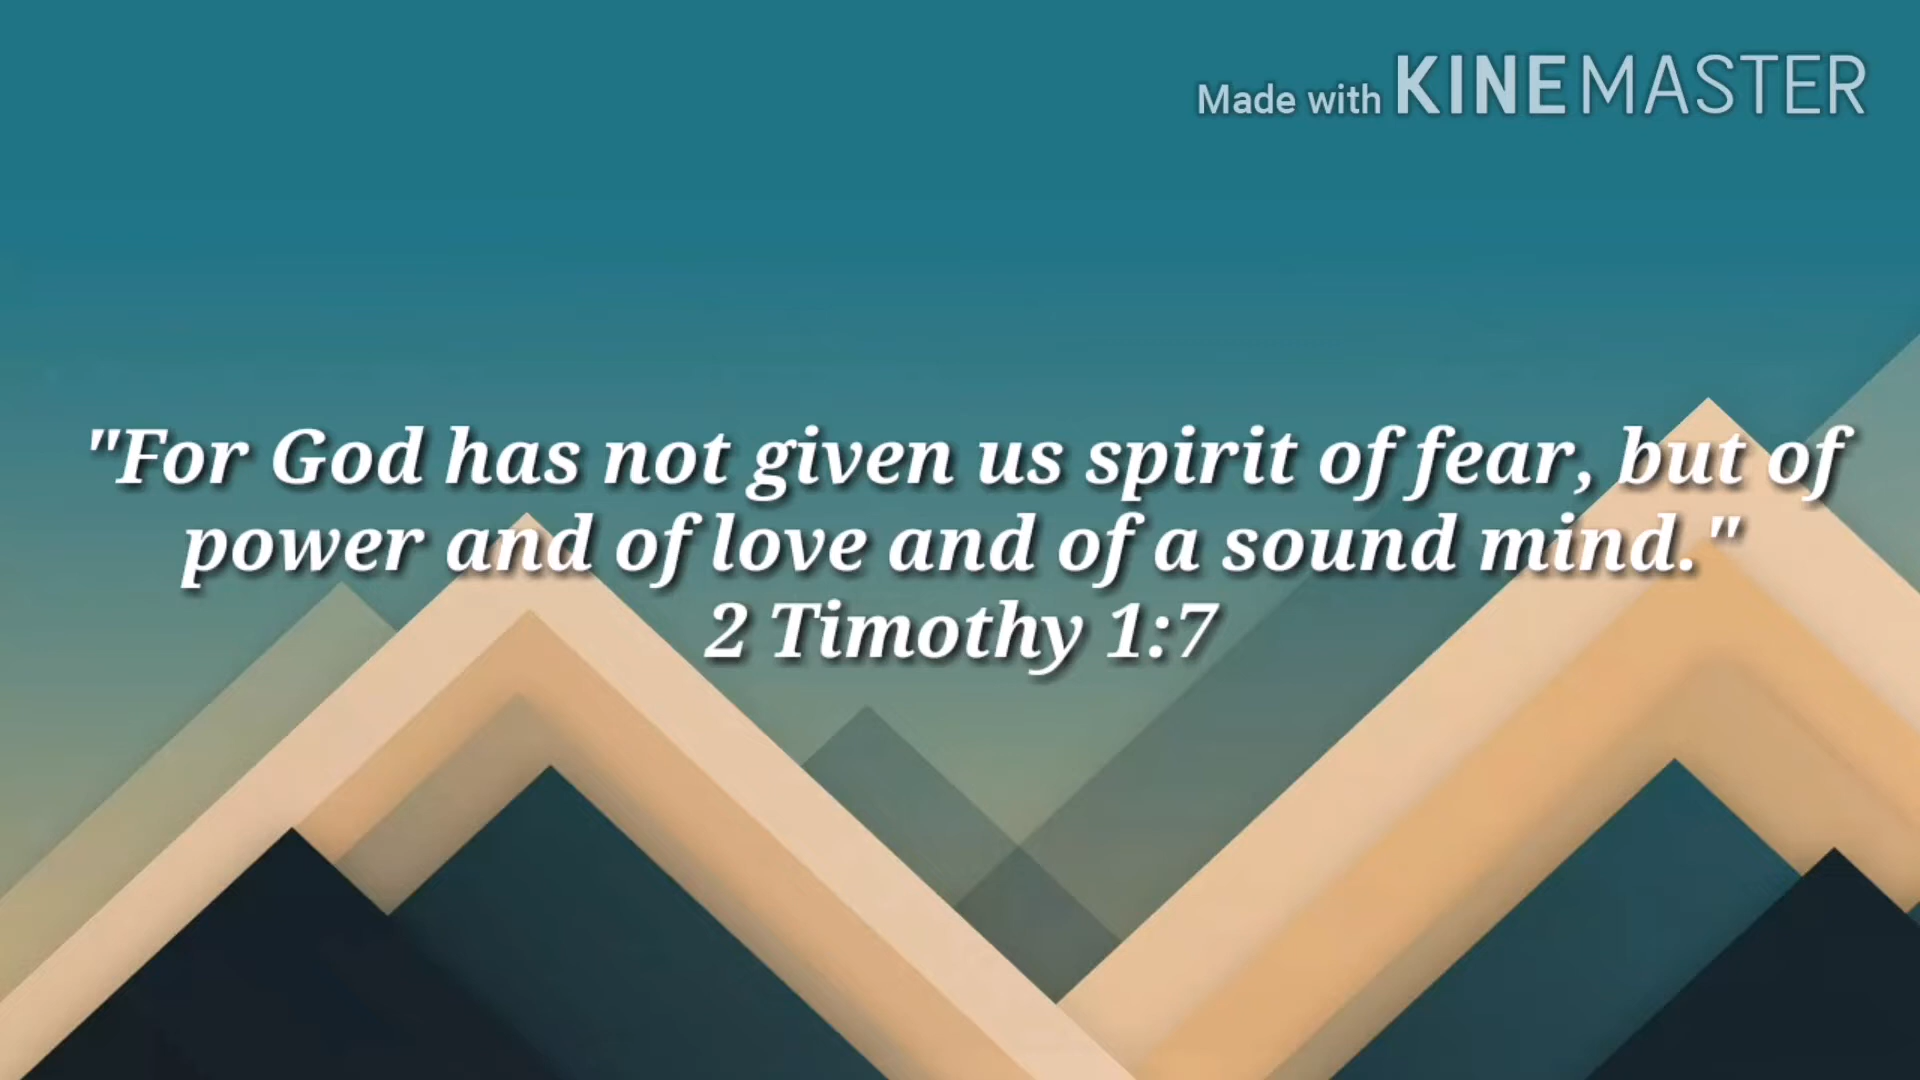 Made with KINEMASTER
"For God has not given us spirit of fear, but of
power and of love and of a sound mind."
2 Timothy 1:7